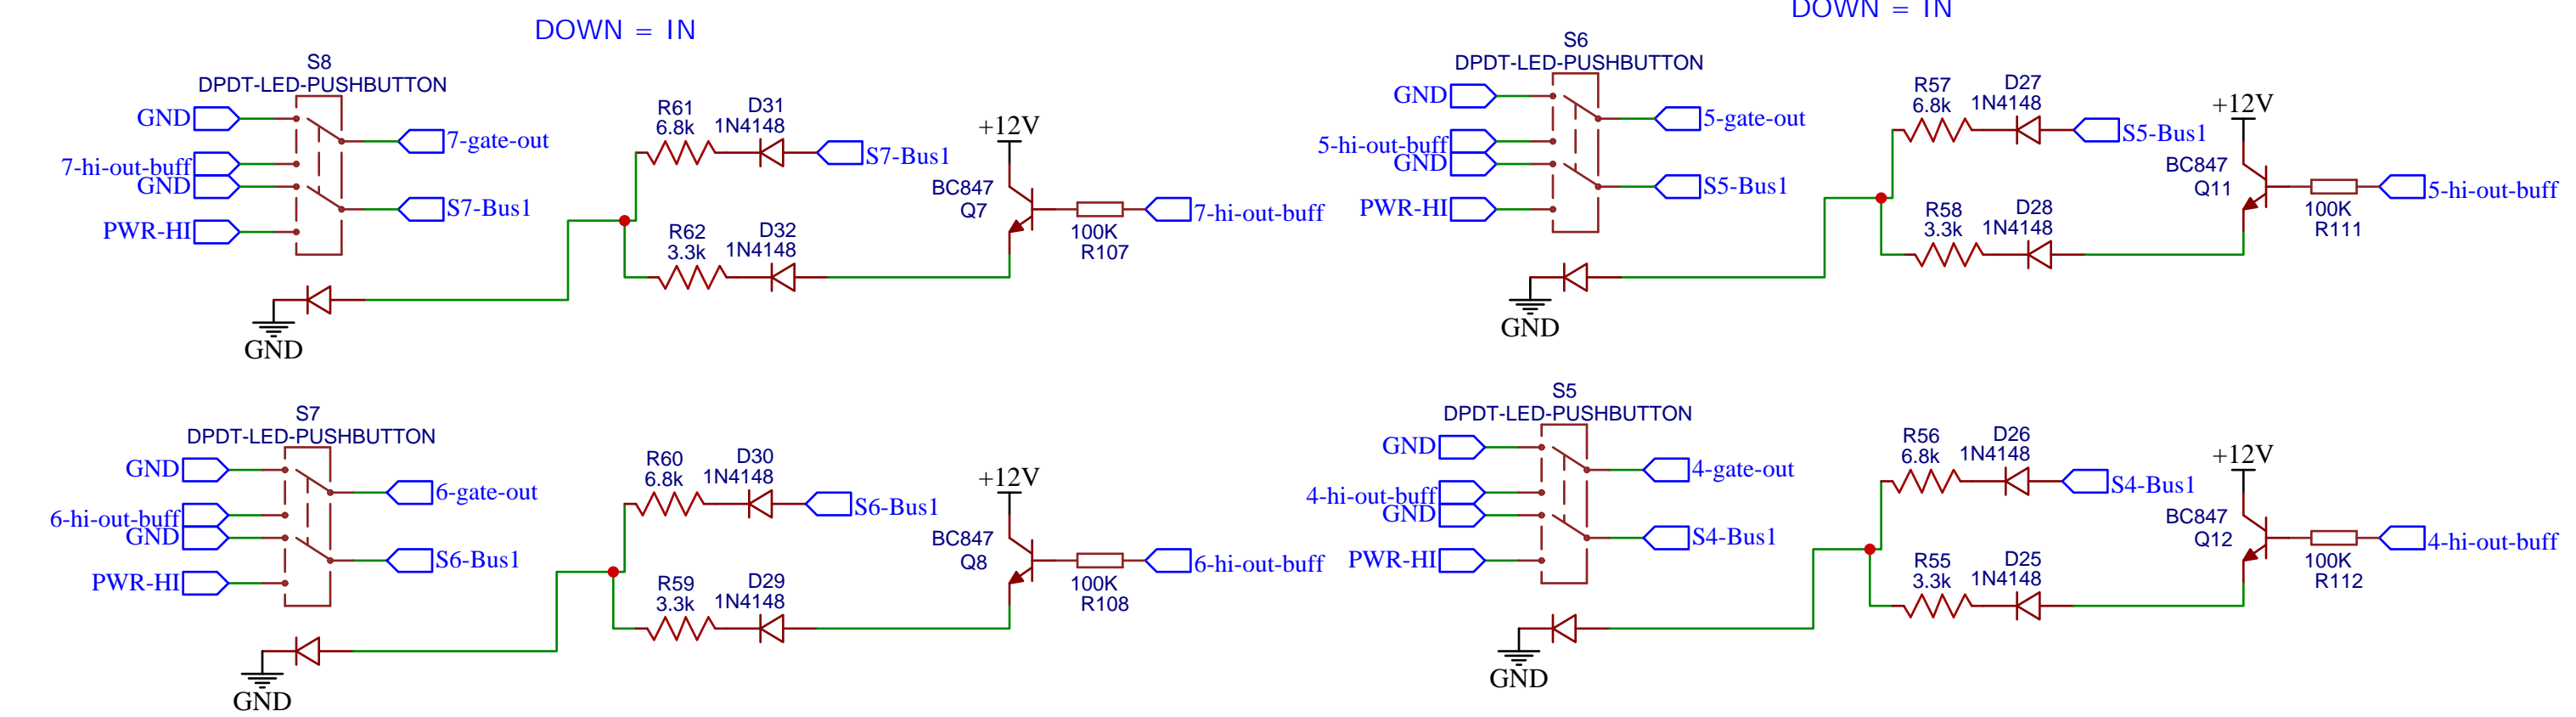 DOWN = IN
S8
DPDT-LED-PUSHBUTTON
GND
7-hi-out-buff
GND
PWR-HI
7-gate-out
S7-Bus1
R61
6.8k
D31
1N4148
S7-Bus1
R62
3.3k
D32
1N4148
+12V
BC847
Q7
100K
R107
7-hi-out-buff
GND
DOWN = IN
S6
DPDT-LED-PUSHBUTTON
GND
5-hi-out-buff
GND
PWR-HI
5-gate-out
S5-Bus1
R57
6.8k
D27
1N4148
S5-Bus1
R58
3.3k
D28
1N4148
+12V
BC847
Q11
100K
R111
5-hi-out-buff
GND
S7
DPDT-LED-PUSHBUTTON
GND
6-hi-out-buff
GND
PWR-HI
6-gate-out
S6-Bus1
R60
6.8k
D30
1N4148
S6-Bus1
R59
3.3k
D29
1N4148
+12V
BC847
Q8
100K
R108
6-hi-out-buff
GND
S5
DPDT-LED-PUSHBUTTON
GND
4-hi-out-buff
GND
PWR-HI
4-gate-out
S4-Bus1
R56
6.8k
D26
1N4148
S4-Bus1
R55
3.3k
D25
1N4148
+12V
BC847
Q12
100K
R112
4-hi-out-buff
GND